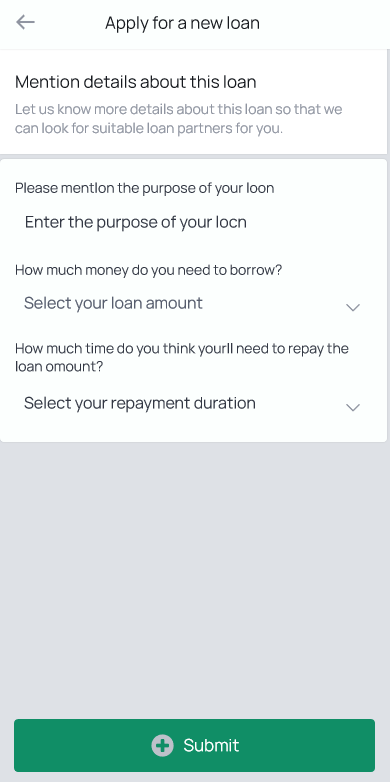 Apply for a new loan
Mention details about this loan
Let us know more details about this loan so that we
can look for suitable loan partners for you.
Please mentIon the purpose of your loon
Enter the purpose of your locn
How much money do you need to borrow?
Select your loan amount
How much time do you think yourll need to repay the
loan omount?
Select your repayment duration
Submit